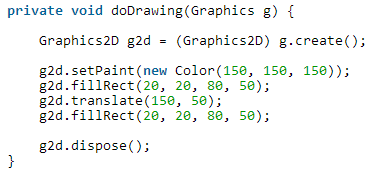 private void doDrawing(Graphics g) {
Graphics2D g2d = (Graphics2D) g.create();
g2d.setPaint(new Color(150, 150, 150));
g2d.fillRect(20, 20, 80, 50);
g2d.translate(150, 50);
g2d.fillRect(20, 20, 80, 50);
g2d.dispose();
}